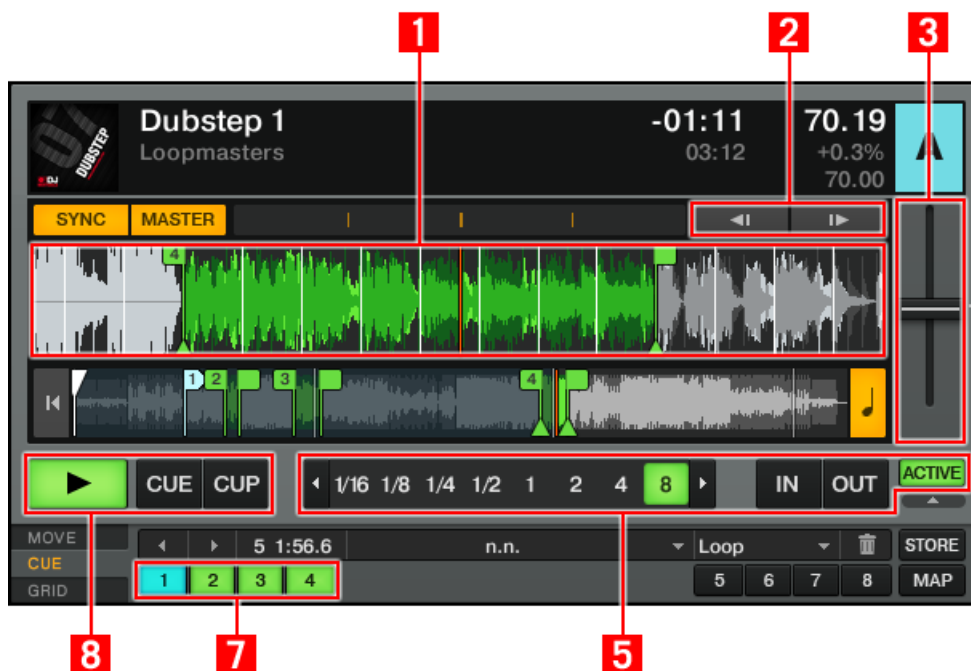 1 2 3
DUBSTEP
DJ
Dubstep 1
Loopmasters
-01:11
03:12
70.19
+0.3%
70.00
A
SYNC MASTER
4
1 2 3 4
CUE CUP
1/16 1/8 1/4 1/2 1 2 4 8
IN OUT
ACTIVE
MOVE
CUE
GRID
5 1:56.6 n.n. Loop STORE
1 2 3 4 5 6 7 8 MAP
8 7 5